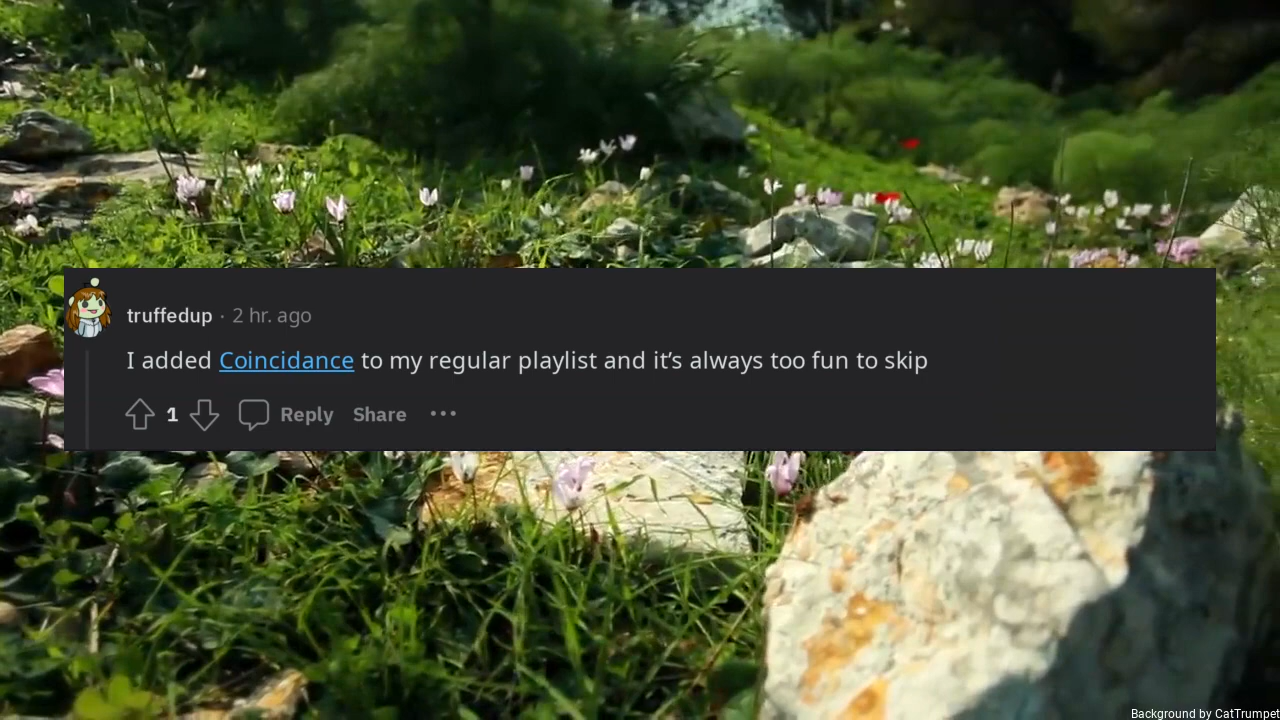 truffedup · 2 hr. ago
I added Coincidance to my regular playlist and it’s always too fun to skip
1 Reply Share •••
Background by CatTrumpet